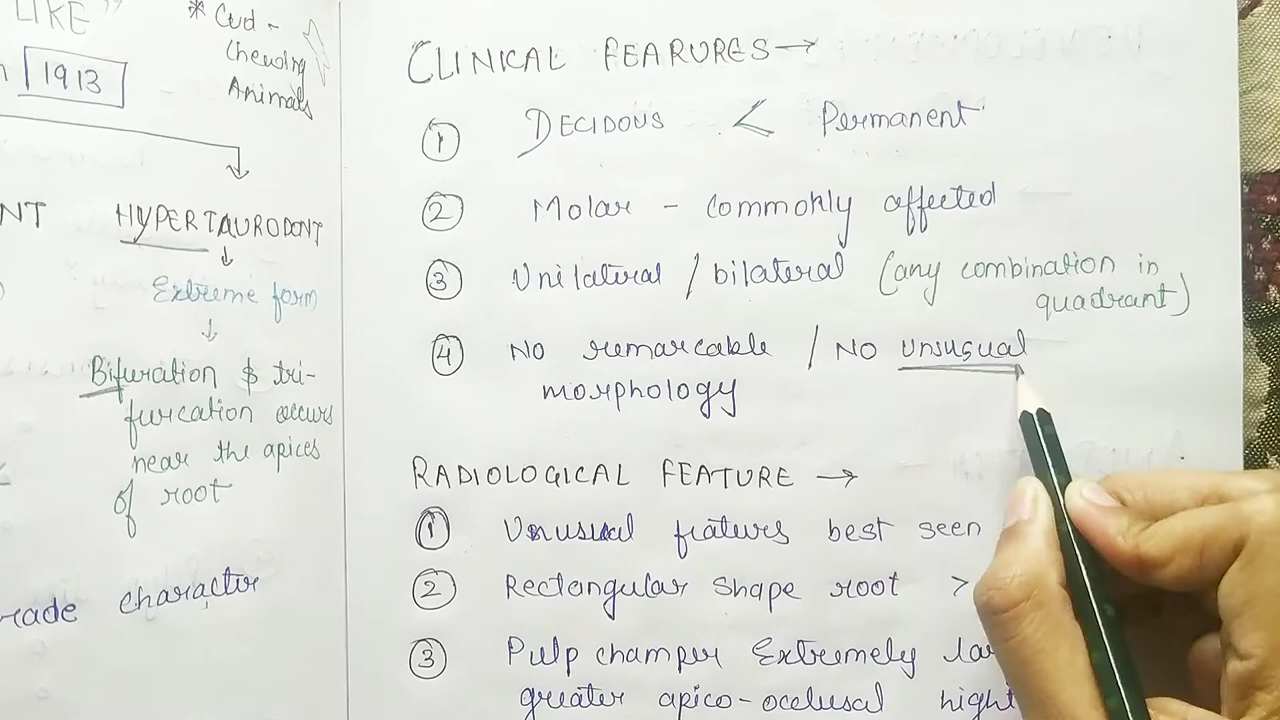 LIKE"
* Cud -
Chewing
Animals
1913
NT
HYPERTAURODONT
Extreme form
Bifuration $ tri-
furcation occurs
near the apices
of root
rade character
CLINICAL FEARURES →
① DECIDOUS < Permanent
② Molar - commonly affected
③ Unilateral / bilateral (any combination in
quadrant)
④ No remarcable / No unsusual
morphology
RADIOLOGICAL FEATURE →
① Unusual features best seen
② Rectangular shape root >
③ Pulp champer Extremely la
greater apico-occlusal hight